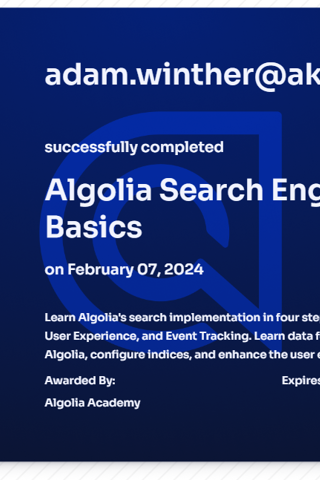 adam.winther@ak
successfully completed
Algolia Search Eng
Basics
on February 07, 2024
Learn Algolia's search implementation in four ste
User Experience, and Event Tracking. Learn data f
Algolia, configure indices, and enhance the user e
Awarded By: Expires
Algolia Academy